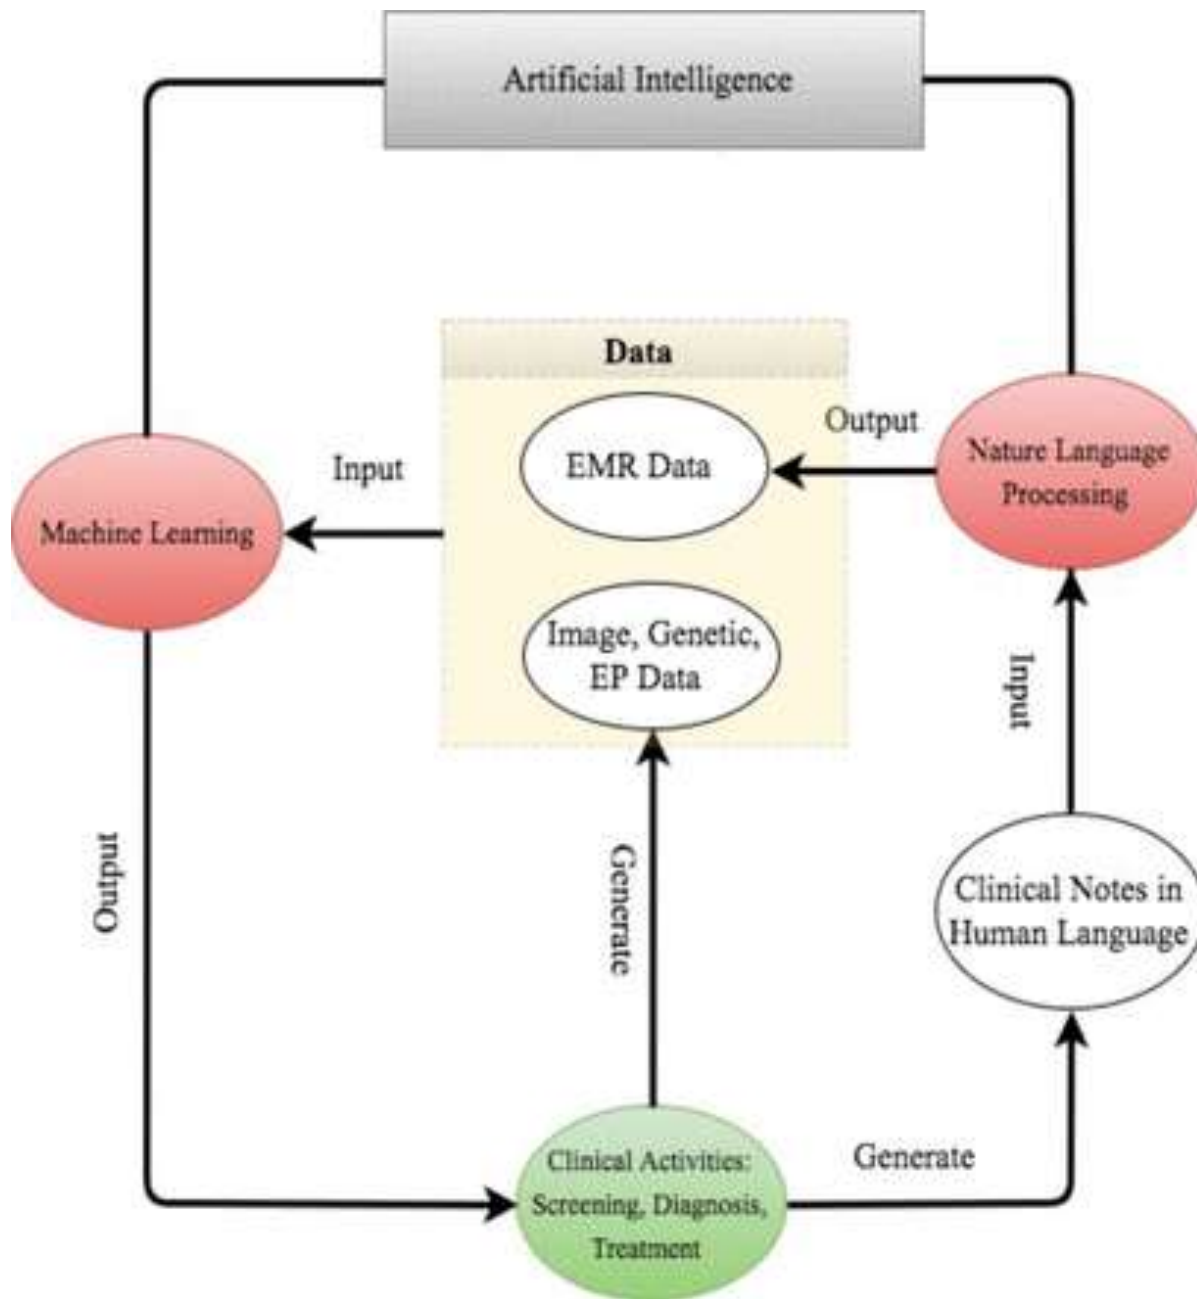 Artificial Intelligence
Data
Output
EMR Data
Nature Language
Processing
Input
Machine Learning
Image, Genetic,
EP Data
Input
Output
Generate
Clinical Notes in
Human Language
Clinical Activities:
Screening, Diagnosis,
Treatment
Generate